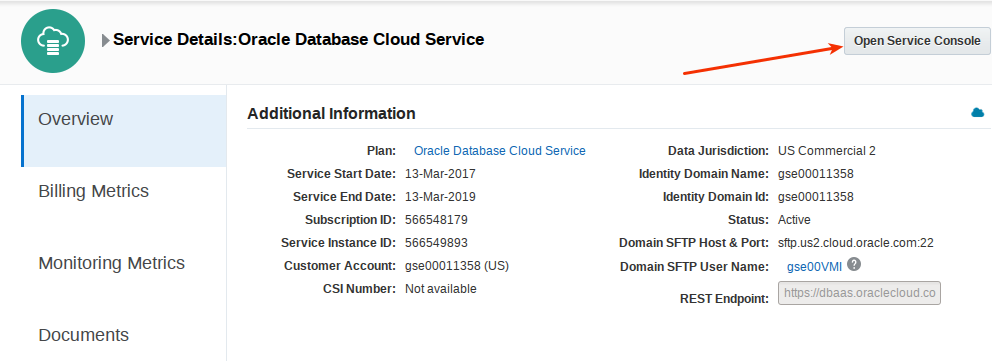 Service Details:Oracle Database Cloud Service
Open Service Console
Overview
Billing Metrics
Monitoring Metrics
Documents
Additional Information
Plan: Oracle Database Cloud Service
Service Start Date: 13-Mar-2017
Service End Date: 13-Mar-2019
Subscription ID: 566548179
Service Instance ID: 566549893
Customer Account: gse00011358 (US)
CSI Number: Not available
Data Jurisdiction: US Commercial 2
Identity Domain Name: gse00011358
Identity Domain Id: gse00011358
Status: Active
Domain SFTP Host & Port: sftp.us2.cloud.oracle.com:22
Domain SFTP User Name: gse00VMI ?
REST Endpoint: https://dbaas.oraclecloud.co